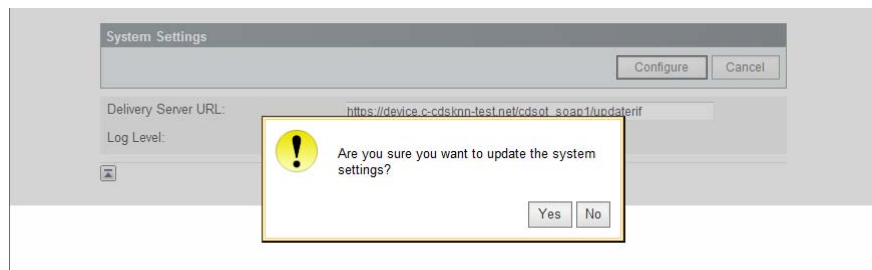 System Settings
Configure Cancel
Delivery Server URL: https://device.c-cdsknn-test.net/cdsot_soap1/updaterif
Log Level:
Are you sure you want to update the system
settings?
Yes No